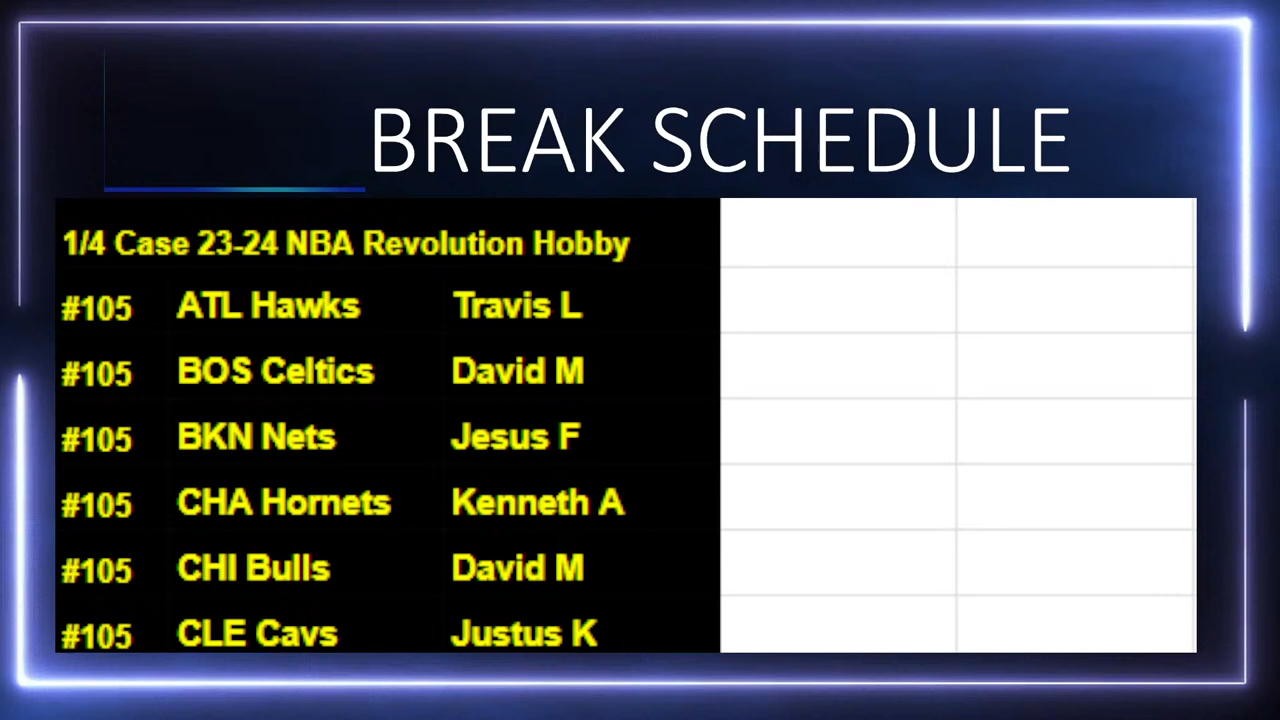 BREAK SCHEDULE
1/4 Case 23-24 NBA Revolution Hobby
#105 ATL Hawks Travis L
#105 BOS Celtics David M
#105 BKN Nets Jesus F
#105 CHA Hornets Kenneth A
#105 CHI Bulls David M
#105 CLE Cavs Justus K